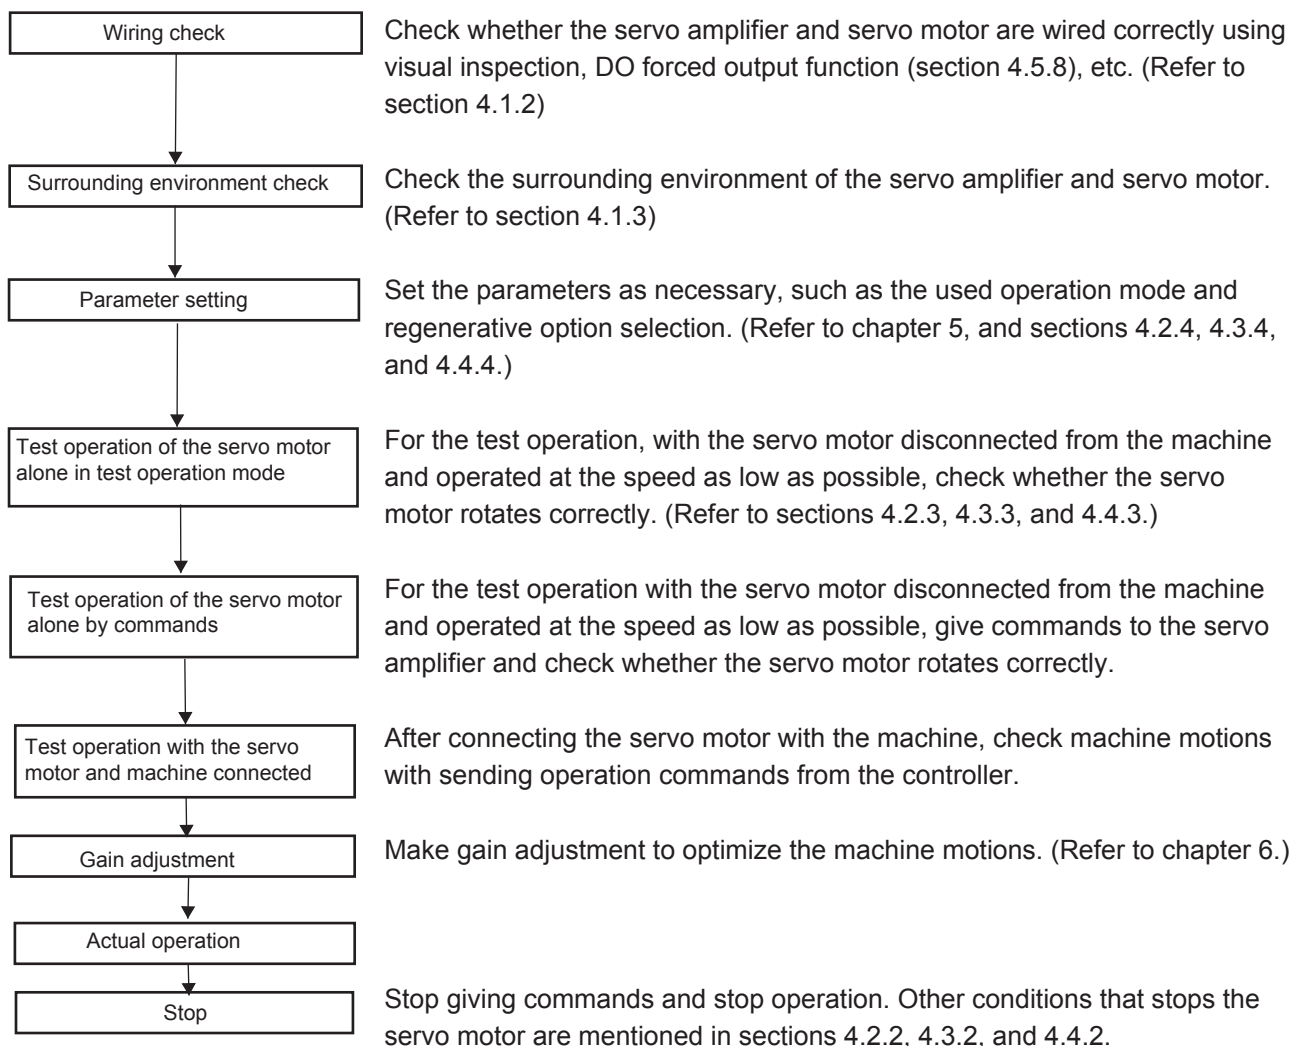 Wiring check
Check whether the servo amplifier and servo motor are wired correctly using
visual inspection, DO forced output function (section 4.5.8), etc. (Refer to
section 4.1.2)
Surrounding environment check
Check the surrounding environment of the servo amplifier and servo motor.
(Refer to section 4.1.3)
Parameter setting
Set the parameters as necessary, such as the used operation mode and
regenerative option selection. (Refer to chapter 5, and sections 4.2.4, 4.3.4,
and 4.4.4.)
Test operation of the servo motor
alone in test operation mode
For the test operation, with the servo motor disconnected from the machine
and operated at the speed as low as possible, check whether the servo
motor rotates correctly. (Refer to sections 4.2.3, 4.3.3, and 4.4.3.)
Test operation of the servo motor
alone by commands
For the test operation with the servo motor disconnected from the machine
and operated at the speed as low as possible, give commands to the servo
amplifier and check whether the servo motor rotates correctly.
Test operation with the servo
motor and machine connected
After connecting the servo motor with the machine, check machine motions
with sending operation commands from the controller.
Gain adjustment
Make gain adjustment to optimize the machine motions. (Refer to chapter 6.)
Actual operation
Stop
Stop giving commands and stop operation. Other conditions that stops the
servo motor are mentioned in sections 4.2.2, 4.3.2, and 4.4.2.